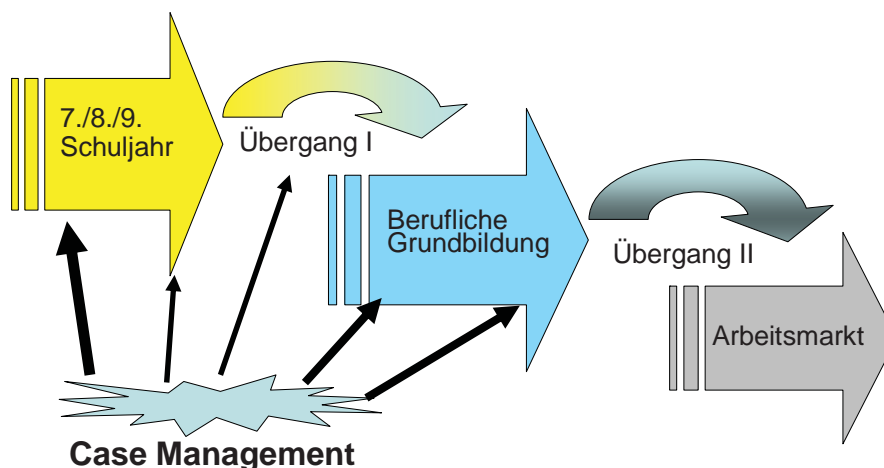 7./8./9.
Schuljahr
Übergang I
Berufliche
Grundbildung
Übergang II
Arbeitsmarkt
Case Management